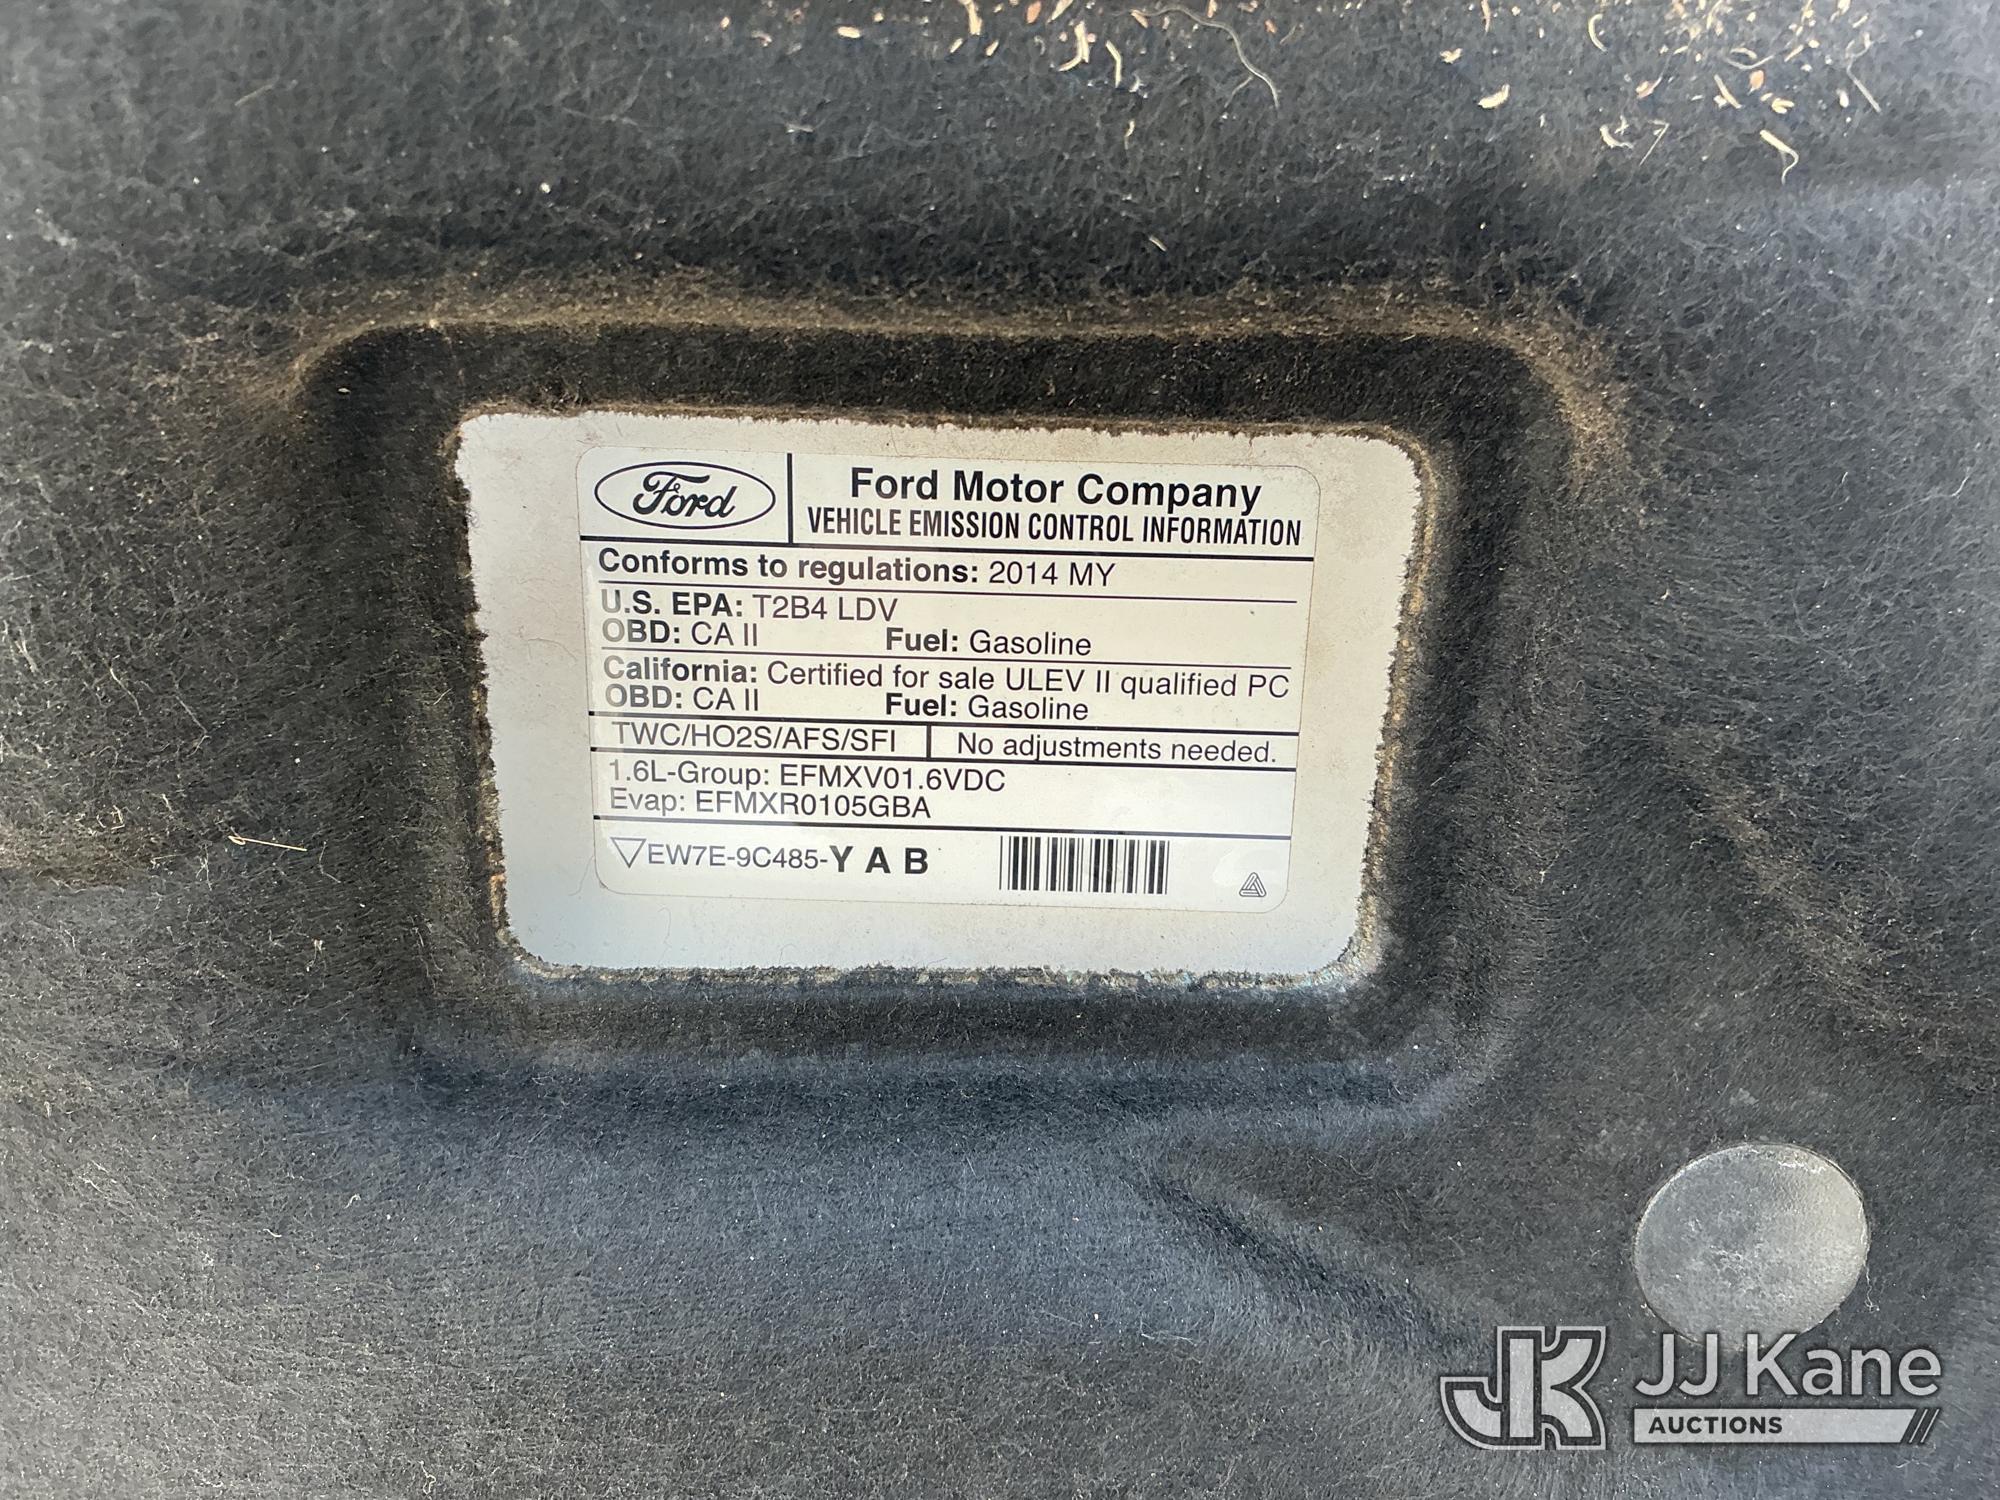 Ford
Ford Motor Company
VEHICLE EMISSION CONTROL INFORMATION
Conforms to regulations: 2014 MY
U.S. EPA: T2B4 LDV
OBD: CA II Fuel: Gasoline
California: Certified for sale ULEV II qualified PC
OBD: CA II Fuel: Gasoline
TWC/HO2S/AFS/SFI No adjustments needed.
1.6L-Group: EFMXV01.6VDC
Evap: EFMXR0105GBA
EW7E-9C485-Y A B
JK JJ Kane
AUCTIONS